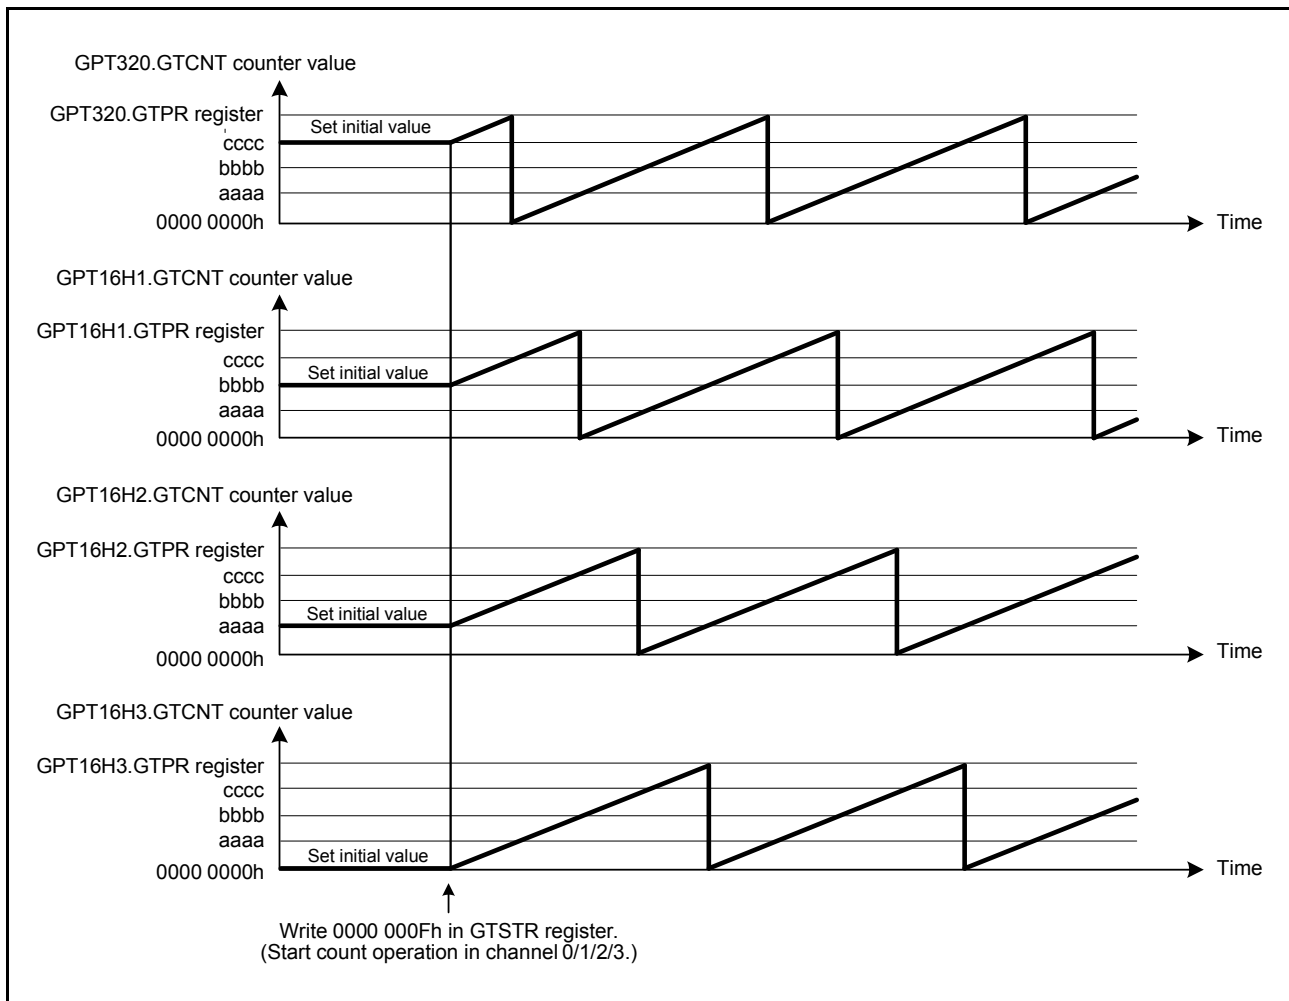 GPT320.GTCNT counter value
GPT320.GTPR register
Set initial value
cccc
bbbb
aaaa
0000 0000h
Time
GPT16H1.GTCNT counter value
GPT16H1.GTPR register
cccc
Set initial value
bbbb
aaaa
0000 0000h
Time
GPT16H2.GTCNT counter value
GPT16H2.GTPR register
cccc
bbbb
Set initial value
aaaa
0000 0000h
Time
GPT16H3.GTCNT counter value
GPT16H3.GTPR register
cccc
bbbb
aaaa
Set initial value
0000 0000h
Time
Write 0000 000Fh in GTSTR register.
(Start count operation in channel 0/1/2/3.)